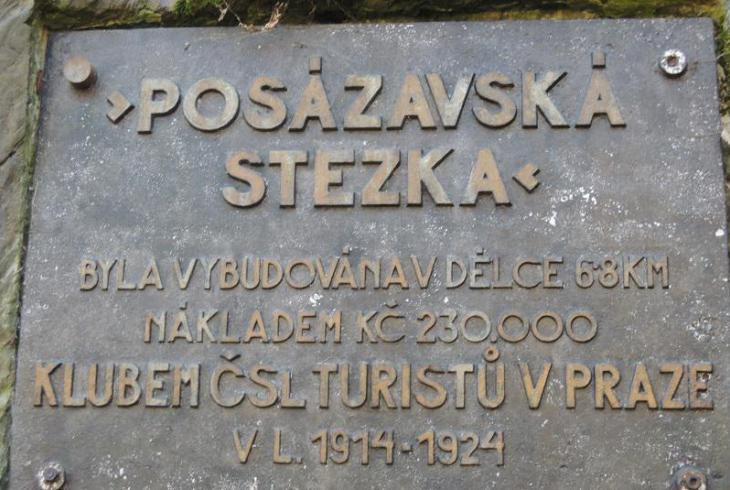 ›POSÁZAVSKÁ
STEZKA‹
BYLA VYBUDOVÁNA V DÉLCE 6·8 KM
NÁKLADEM KČ 230.000
KLUBEM ČSL TURISTŮ V PRAZE
V L. 1914-1924